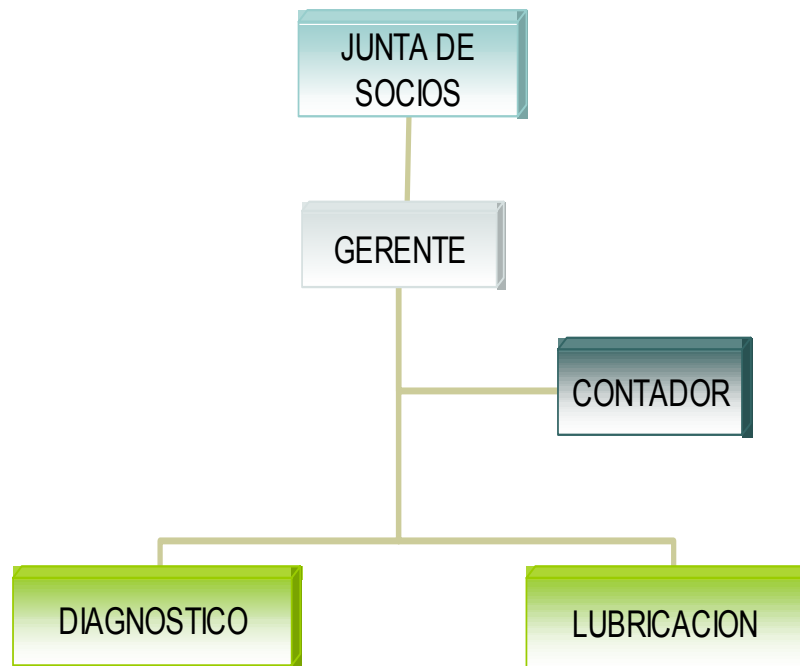 JUNTA DE
SOCIOS
GERENTE
CONTADOR
DIAGNOSTICO
LUBRICACION